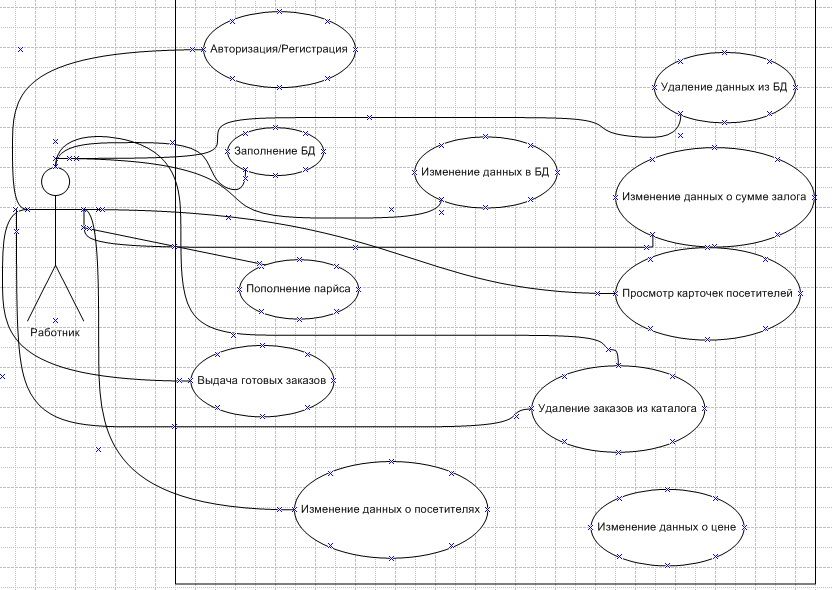 Авторизация/Регистрация
Удаление данных из БД
Заполнение БД
Изменение данных в БД
Изменение данных о сумме залога
Пополнение парйса
Просмотр карточек посетителей
Работник
Выдача готовых заказов
Удаление заказов из каталога
Изменение данных о посетителях
Изменение данных о цене